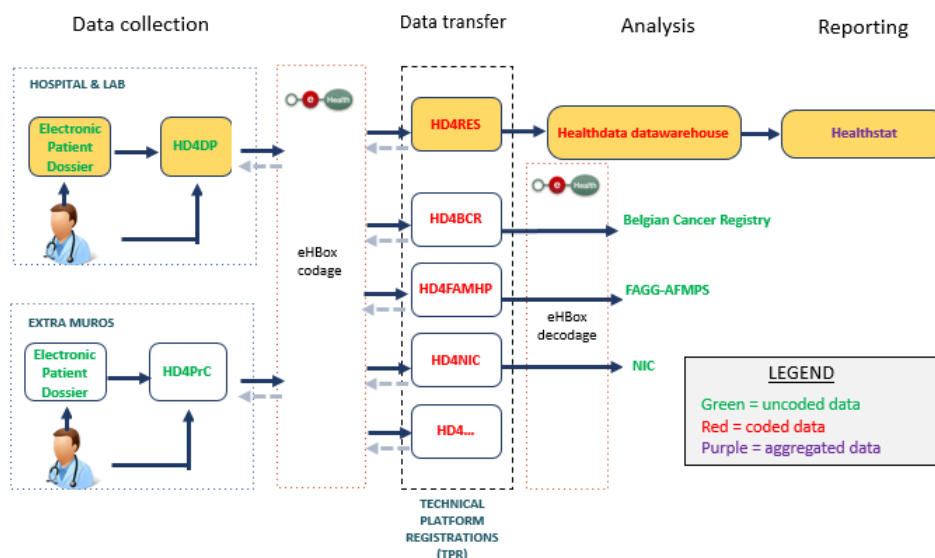 Data collection
Data transfer
Analysis
Reporting
HOSPITAL & LAB
Electronic
Patient
Dossier
HD4DP
e
Health
HD4RES
Healthdata datawarehouse
Healthstat
e
Health
HD4BCR
Belgian Cancer Registry
eHBox
codage
HD4FAMHP
FAGG-AFMPS
eHBox
decodage
EXTRA MUROS
Electronic
Patient
Dossier
HD4PrC
HD4NIC
NIC
HD4...
LEGEND
Green = uncoded data
Red = coded data
Purple = aggregated data
TECHNICAL
PLATFORM
REGISTRATIONS
(TPR)